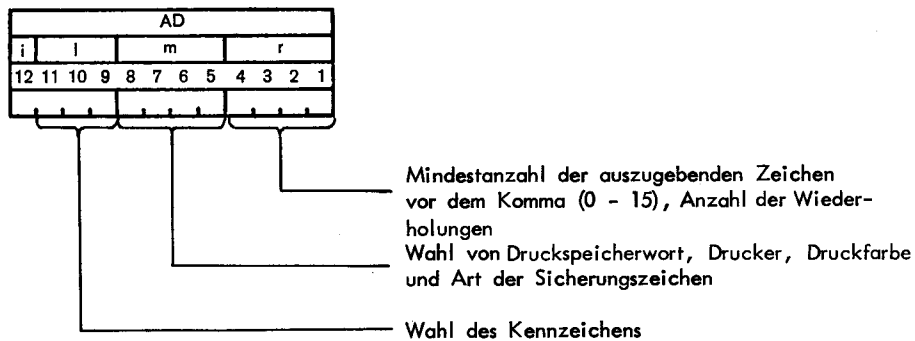 AD
i l m r
12 11 10 9 8 7 6 5 4 3 2 1
Mindestanzahl der auszugebenden Zeichen
vor dem Komma (0 - 15), Anzahl der Wieder-
holungen
Wahl von Druckspeicherwort, Drucker, Druckfarbe
und Art der Sicherungszeichen
Wahl des Kennzeichens